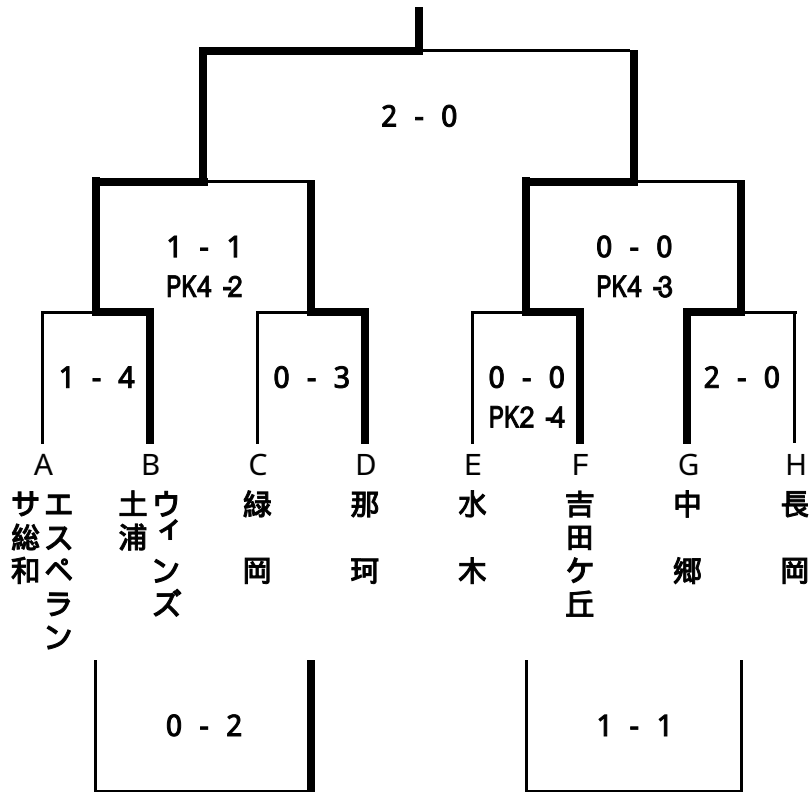 2 - 0
1 - 1
PK4 -2
0 - 0
PK4 -3
1 - 4
0 - 3
0 - 0
PK2 -4
2 - 0
A
B
C
D
E
F
G
H
エスペラン
サ総和
ウィンズ
土浦
緑岡
那珂
水木
吉田ケ丘
中郷
長岡
0 - 2
1 - 1